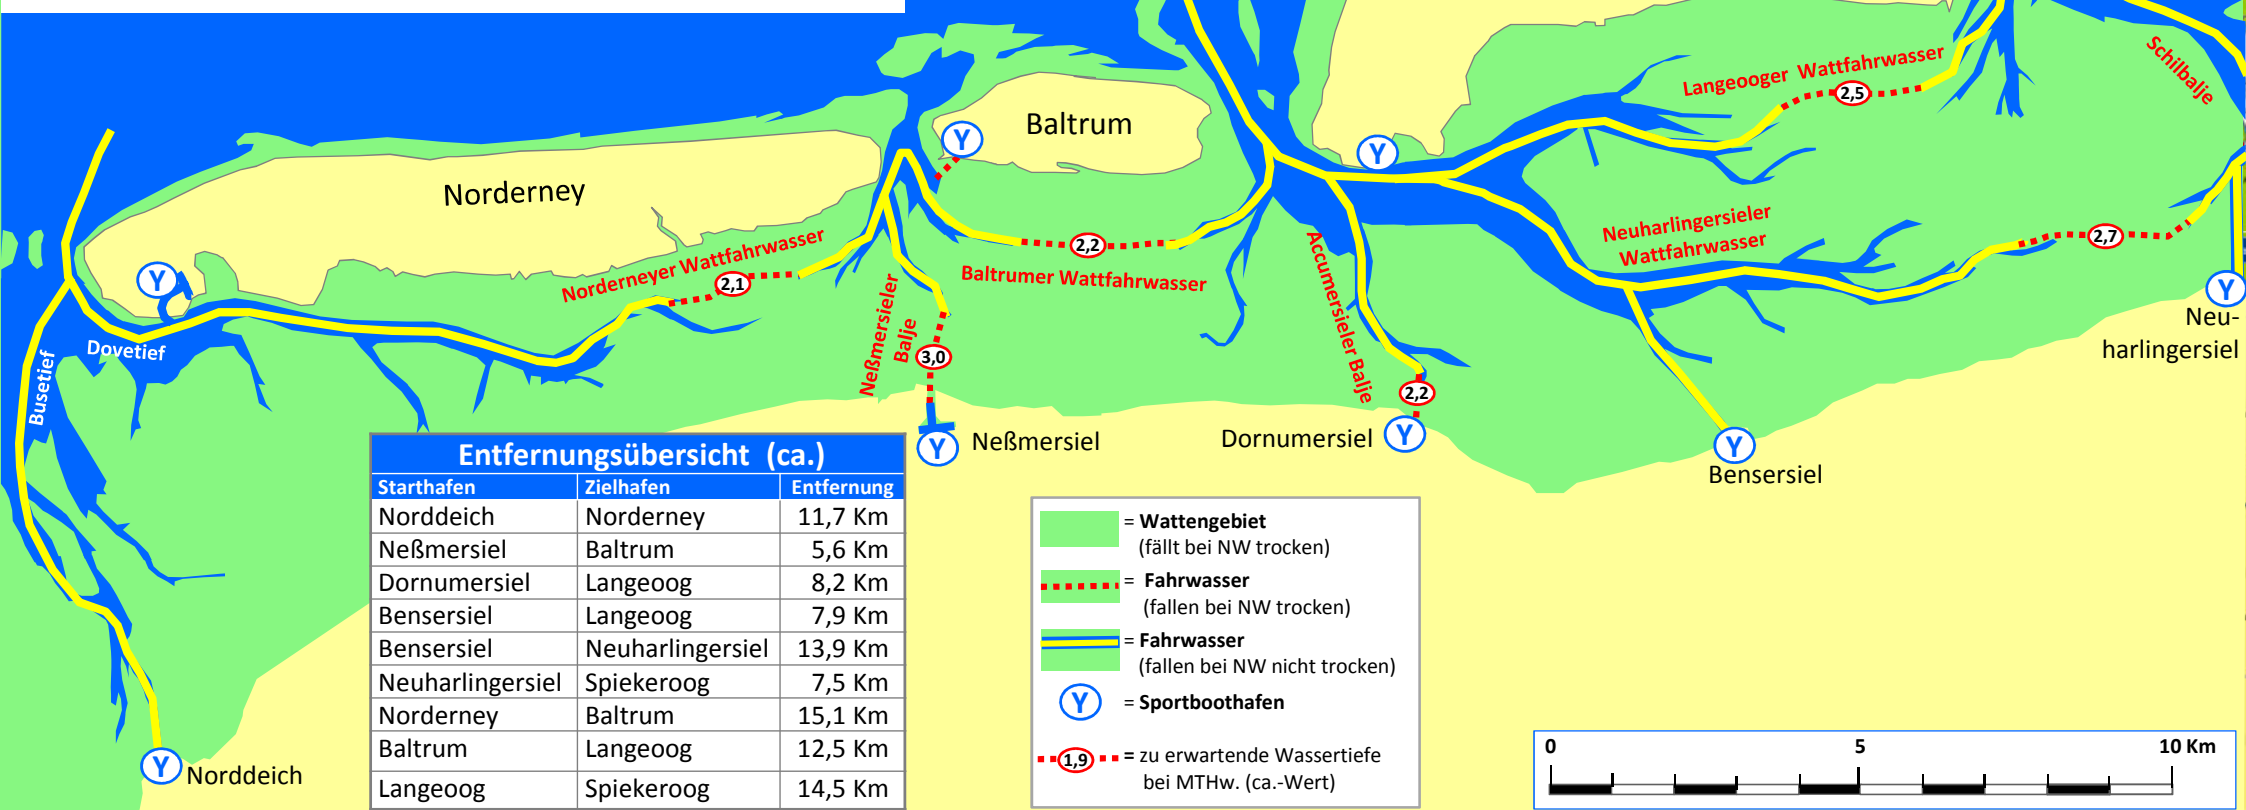 Langeooger Wattfahrwasser
2,5
Schilbalje
Y
Baltrum
Y
Norderney
Norderneyer Wattfahrwasser
2,1
2,2
Baltrumer Wattfahrwasser
Neuharlingersieler
Wattfahrwasser
2,7
Y
Y
Neu-
harlingersiel
Dovetief
Busetief
Neßmersieler
Balje
3,0
Accumersieler Balje
2,2
Y
Neßmersiel
Dornumersiel
Y
Y
Bensersiel
Y
Norddeich
Entfernungsübersicht (ca.)
Starthafen Zielhafen Entfernung
Norddeich Norderney 11,7 Km
Neßmersiel Baltrum 5,6 Km
Dornumersiel Langeoog 8,2 Km
Bensersiel Langeoog 7,9 Km
Bensersiel Neuharlingersiel 13,9 Km
Neuharlingersiel Spiekeroog 7,5 Km
Norderney Baltrum 15,1 Km
Baltrum Langeoog 12,5 Km
Langeoog Spiekeroog 14,5 Km
= Wattengebiet
(fällt bei NW trocken)
= Fahrwasser
(fallen bei NW trocken)
= Fahrwasser
(fallen bei NW nicht trocken)
Y = Sportboothafen
1,9 = zu erwartende Wassertiefe
bei MTHw. (ca.-Wert)
0 5 10 Km